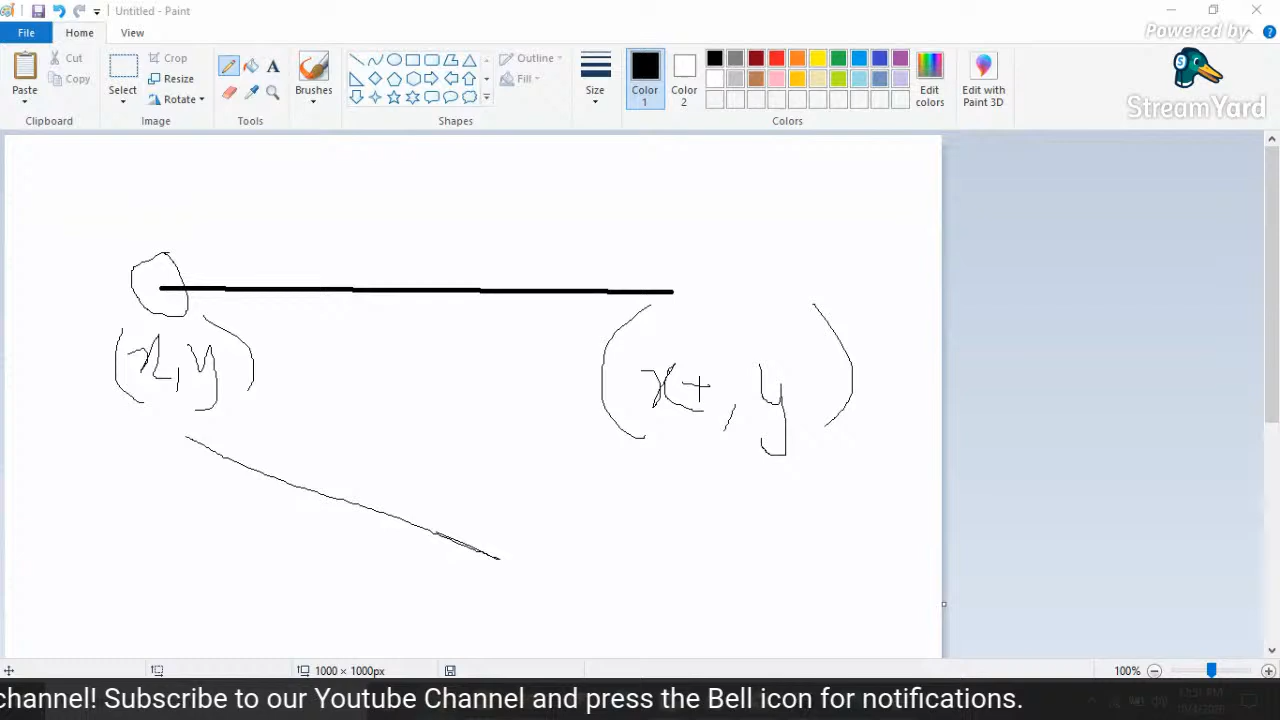 Untitled - Paint
File Home View
Powered by
Paste
Cut
Copy
Clipboard
Select
Crop
Resize
Rotate
Image
A
Tools
Brushes
Outline
Fill
Shapes
Size
Color 1
Color 2
Edit colors
Colors
Edit with Paint 3D
S
StreamYard
(x, y)
(x+, y)
1000 × 1000px
100%
channel! Subscribe to our Youtube Channel and press the Bell icon for notifications.